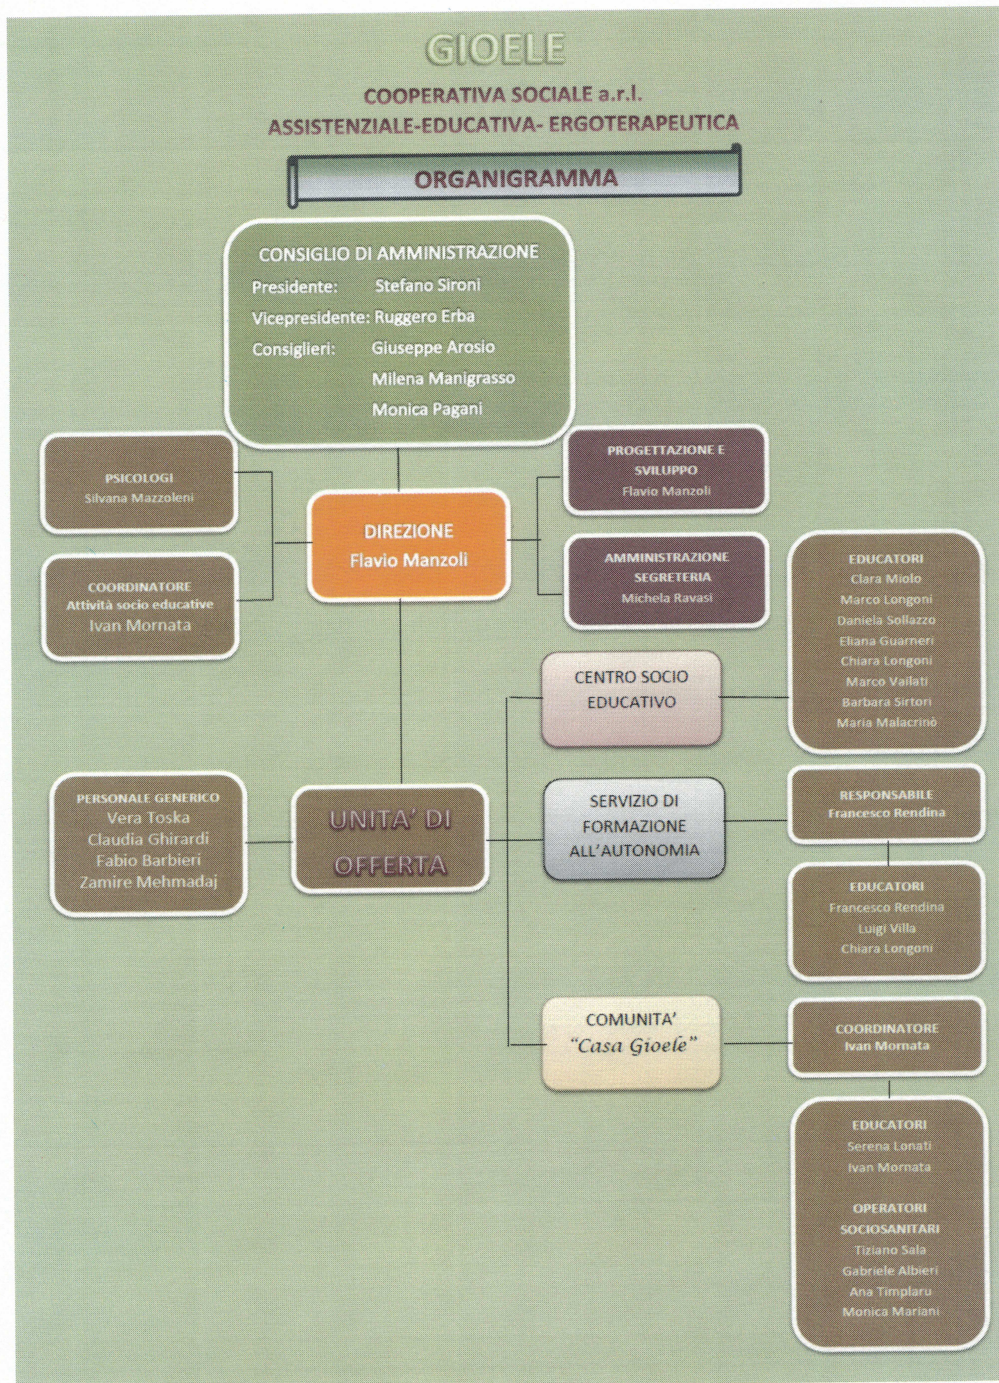 GIOELE
COOPERATIVA SOCIALE a.r.l.
ASSISTENZIALE-EDUCATIVA- ERGOTERAPEUTICA
ORGANIGRAMMA
CONSIGLIO DI AMMINISTRAZIONE
Presidente: Stefano Sironi
Vicepresidente: Ruggero Erba
Consiglieri: Giuseppe Arosio
Milena Manigrasso
Monica Pagani
PSICOLOGI
Silvana Mazzoleni
COORDINATORE
Attività socio educative
Ivan Mornata
DIREZIONE
Flavio Manzoli
PROGETTAZIONE E
SVILUPPO
Flavio Manzoli
AMMINISTRAZIONE
SEGRETERIA
Michela Ravasi
EDUCATORI
Clara Miolo
Marco Longoni
Daniela Sollazzo
Eliana Guarneri
Chiara Longoni
Marco Vailati
Barbara Sirtori
Maria Malacrinò
CENTRO SOCIO
EDUCATIVO
PERSONALE GENERICO
Vera Toska
Claudia Ghirardi
Fabio Barbieri
Zamire Mehmadaj
UNITA' DI
OFFERTA
SERVIZIO DI
FORMAZIONE
ALL'AUTONOMIA
RESPONSABILE
Francesco Rendina
EDUCATORI
Francesco Rendina
Luigi Villa
Chiara Longoni
COMUNITA'
"Casa Gioele"
COORDINATORE
Ivan Mornata
EDUCATORI
Serena Lonati
Ivan Mornata
OPERATORI
SOCIOSANITARI
Tiziano Sala
Gabriele Albieri
Ana Timplaru
Monica Mariani